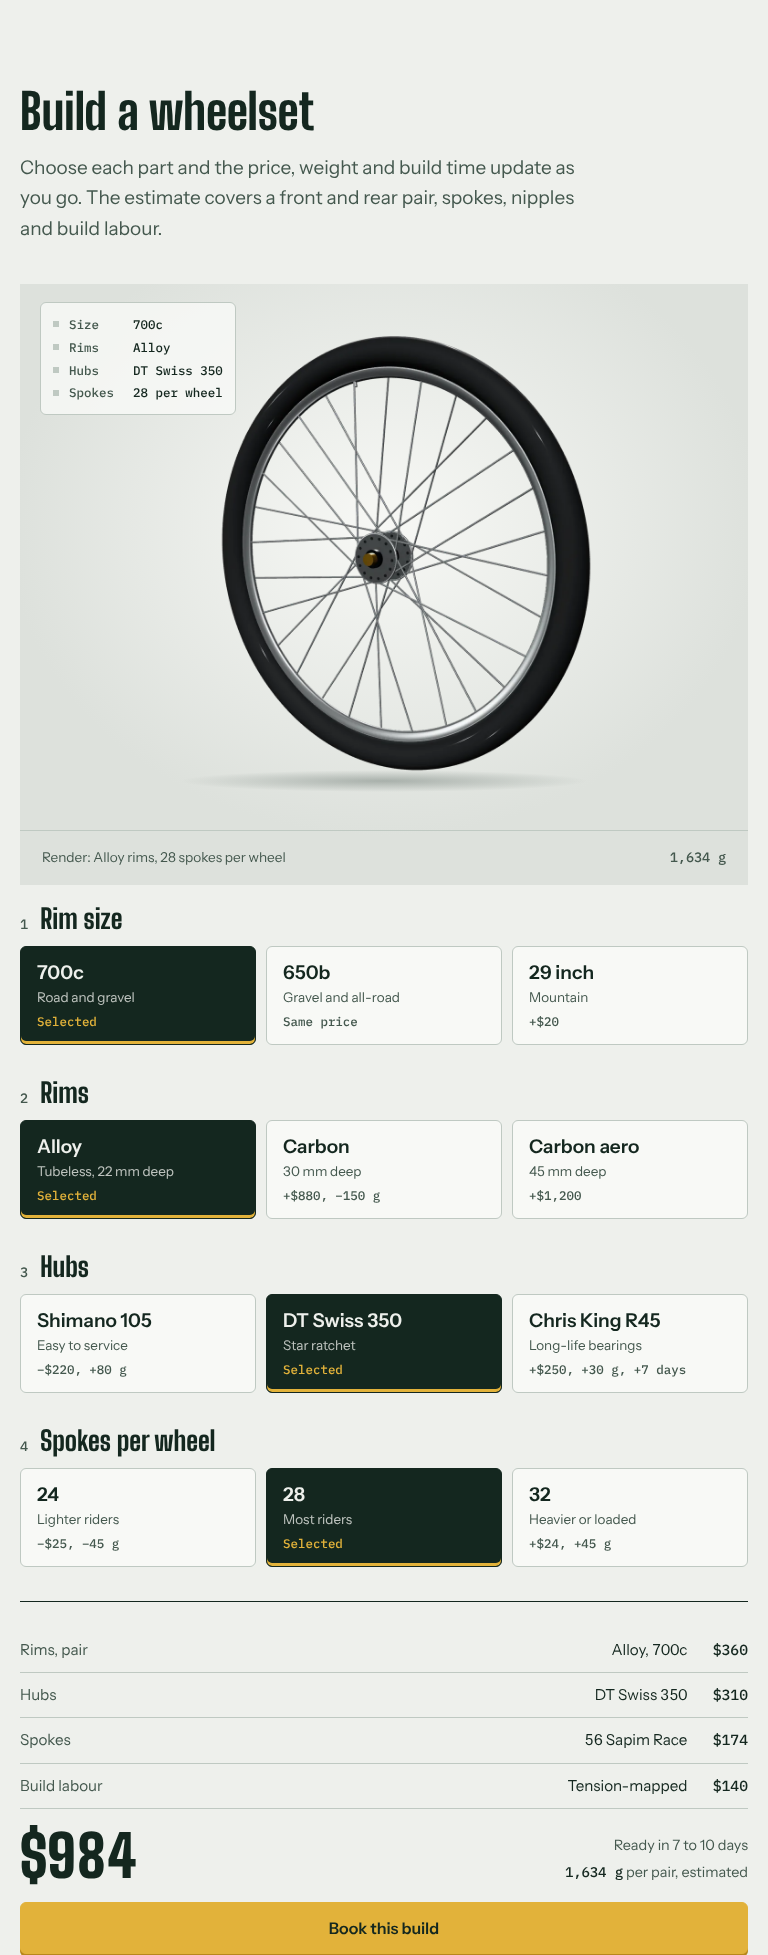 Build a wheelset
Choose each part and the price, weight and build time update as
you go. The estimate covers a front and rear pair, spokes, nipples
and build labour.
Size 700c
Rims Alloy
Hubs DT Swiss 350
Spokes 28 per wheel
Render: Alloy rims, 28 spokes per wheel 1,634 g
1 Rim size
700c
Road and gravel
Selected
650b
Gravel and all-road
Same price
29 inch
Mountain
+$20
2 Rims
Alloy
Tubeless, 22 mm deep
Selected
Carbon
30 mm deep
+$880, −150 g
Carbon aero
45 mm deep
+$1,200
3 Hubs
Shimano 105
Easy to service
−$220, +80 g
DT Swiss 350
Star ratchet
Selected
Chris King R45
Long-life bearings
+$250, +30 g, +7 days
4 Spokes per wheel
24
Lighter riders
−$25, −45 g
28
Most riders
Selected
32
Heavier or loaded
+$24, +45 g
Rims, pair Alloy, 700c $360
Hubs DT Swiss 350 $310
Spokes 56 Sapim Race $174
Build labour Tension-mapped $140
$984
Ready in 7 to 10 days
1,634 g per pair, estimated
Book this build